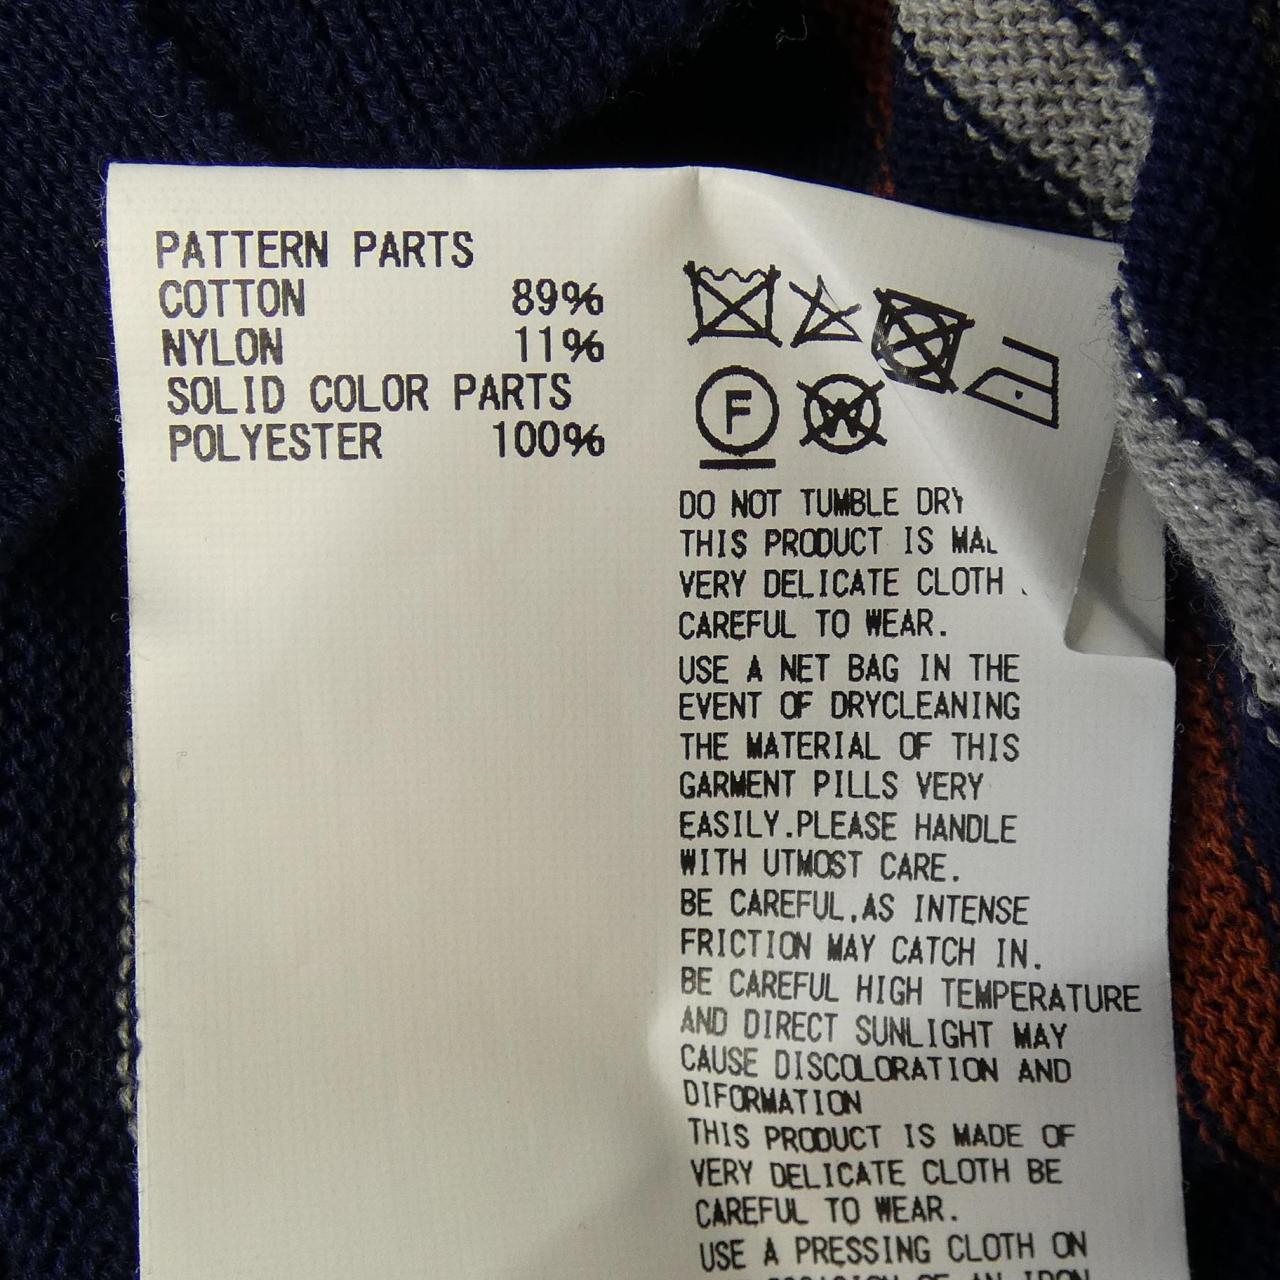 PATTERN PARTS
COTTON 89%
NYLON 11%
SOLID COLOR PARTS
POLYESTER 100%
F
W
DO NOT TUMBLE DRY
THIS PRODUCT IS
VERY DELICATE CLOTH
CAREFUL TO WEAR.
USE A NET BAG IN THE
EVENT OF DRYCLEANING
THE MATERIAL OF THIS
GARMENT PILLS VERY
EASILY.PLEASE HANDLE
WITH UTMOST CARE.
BE CAREFUL,AS INTENSE
FRICTION MAY CATCH IN.
BE CAREFUL HIGH TEMPERATURE
AND DIRECT SUNLIGHT MAY
CAUSE DISCOLORATION AND
DIFORMATION
THIS PRODUCT IS MADE OF
VERY DELICATE CLOTH BE
CAREFUL TO WEAR.
USE A PRESSING CLOTH ON
OF AN IRON